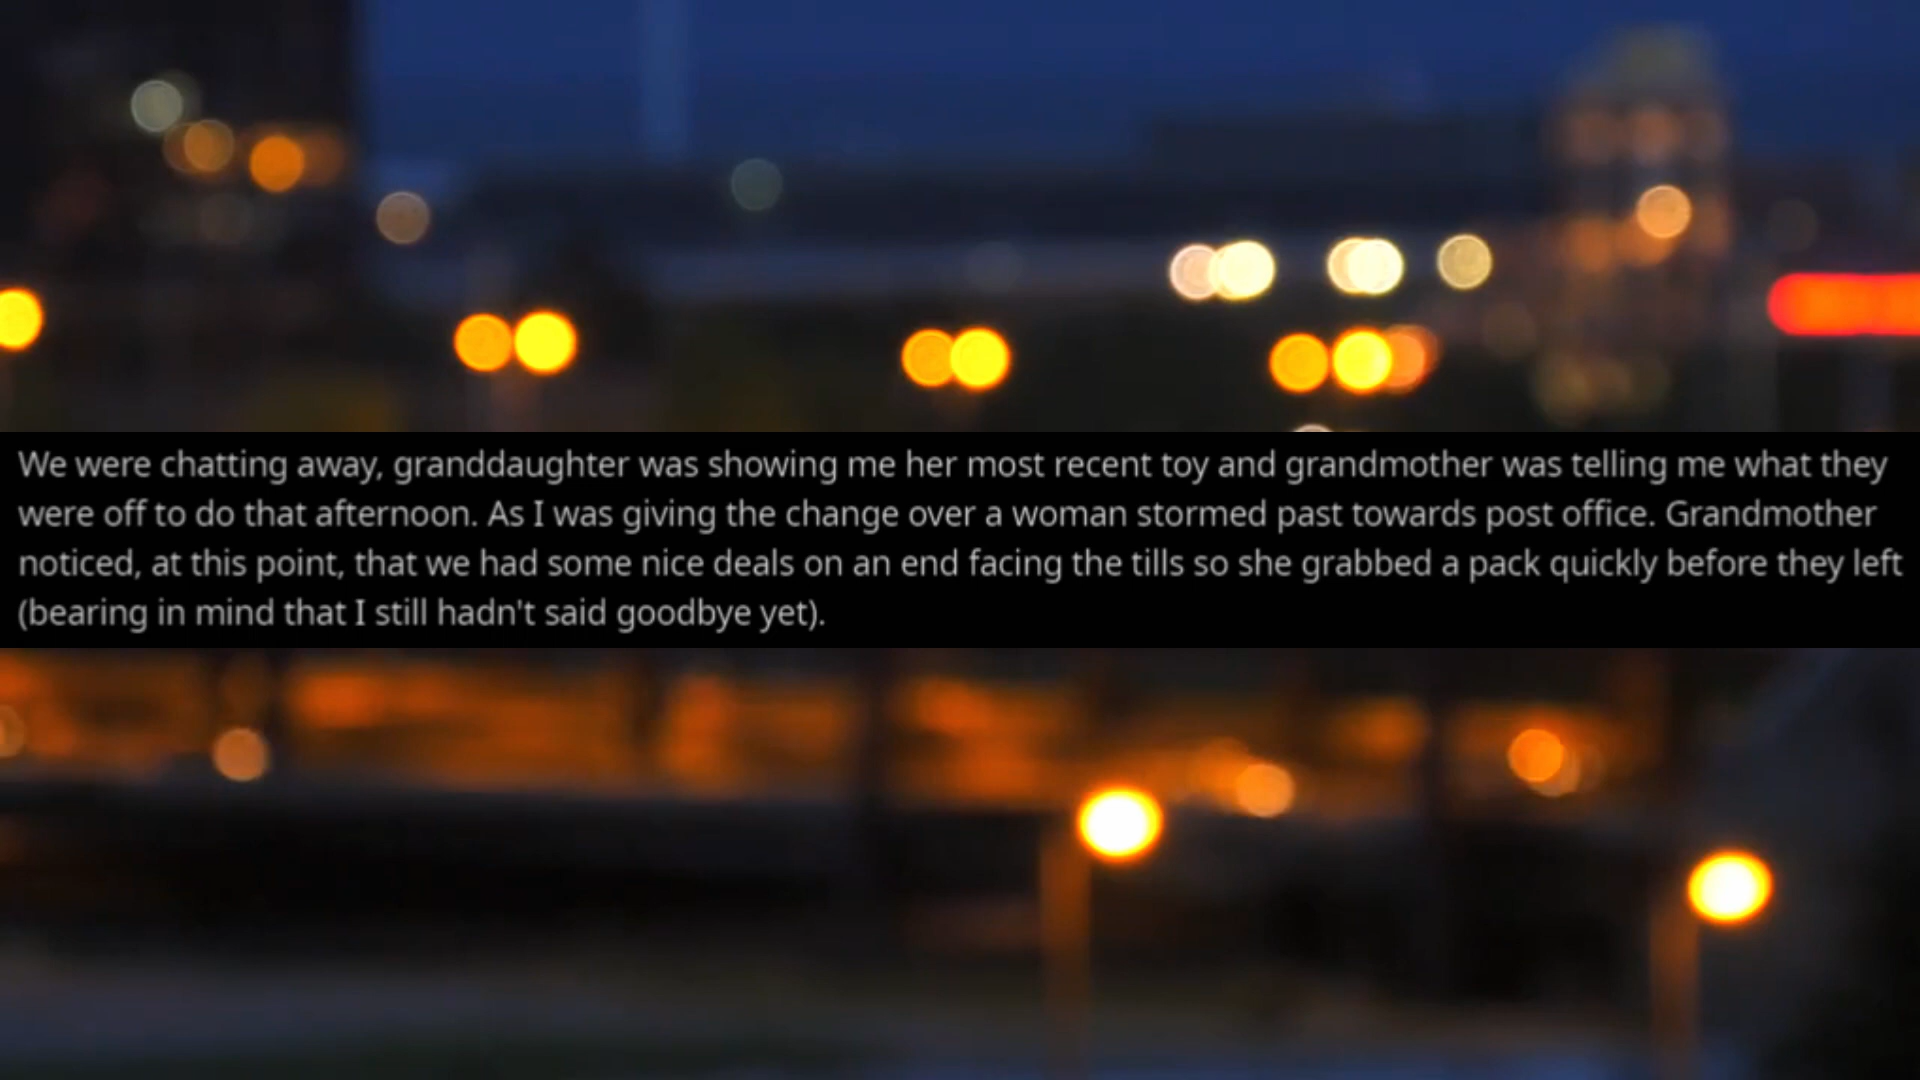 We were chatting away, granddaughter was showing me her most recent toy and grandmother was telling me what they
were off to do that afternoon. As I was giving the change over a woman stormed past towards post office. Grandmother
noticed, at this point, that we had some nice deals on an end facing the tills so she grabbed a pack quickly before they left
(bearing in mind that I still hadn't said goodbye yet).